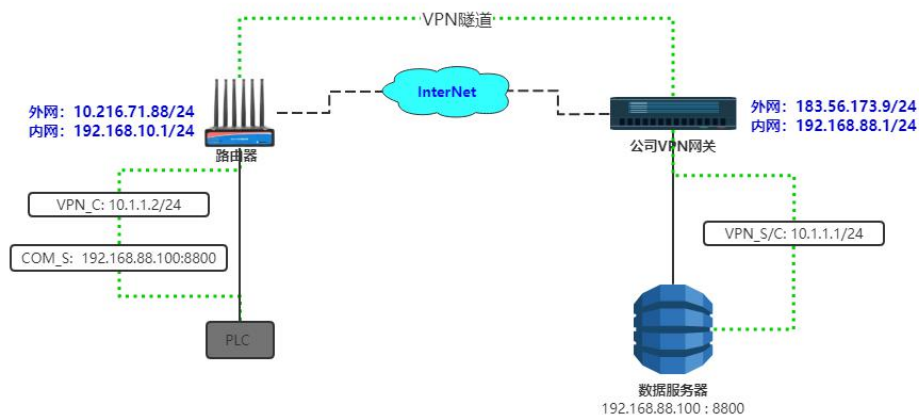 VPN隧道
InterNet
外网：10.216.71.88/24
内网：192.168.10.1/24
路由器
外网：183.56.173.9/24
内网：192.168.88.1/24
公司VPN网关
VPN_C: 10.1.1.2/24
COM_S: 192.168.88.100:8800
VPN_S/C: 10.1.1.1/24
PLC
数据服务器
192.168.88.100 : 8800